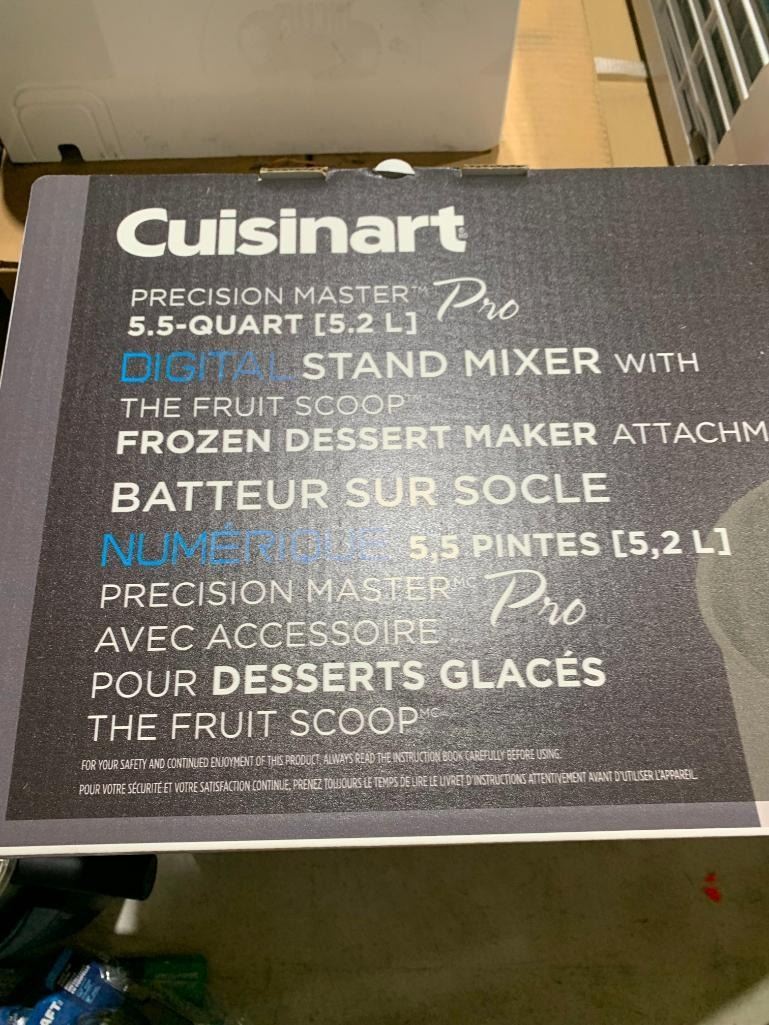 Cuisinart
PRECISION MASTER™ Pro
5.5-QUART [5.2 L]
DIGITAL STAND MIXER WITH
THE FRUIT SCOOP™
FROZEN DESSERT MAKER ATTACHM
BATTEUR SUR SOCLE
NUMÉRIQUE 5,5 PINTES [5,2 L]
PRECISION MASTER MC Pro
AVEC ACCESSOIRE
POUR DESSERTS GLACÉS
THE FRUIT SCOOP MC
FOR YOUR SAFETY AND CONTINUED ENJOYMENT OF THIS PRODUCT, ALWAYS READ THE INSTRUCTION BOOK CAREFULLY BEFORE USING.
POUR VOTRE SÉCURITÉ ET VOTRE SATISFACTION CONTINUE, PRENEZ TOUJOURS LE TEMPS DE LIRE LE LIVRET D'INSTRUCTIONS ATTENTIVEMENT AVANT D'UTILISER L'APPAREIL.
AFT